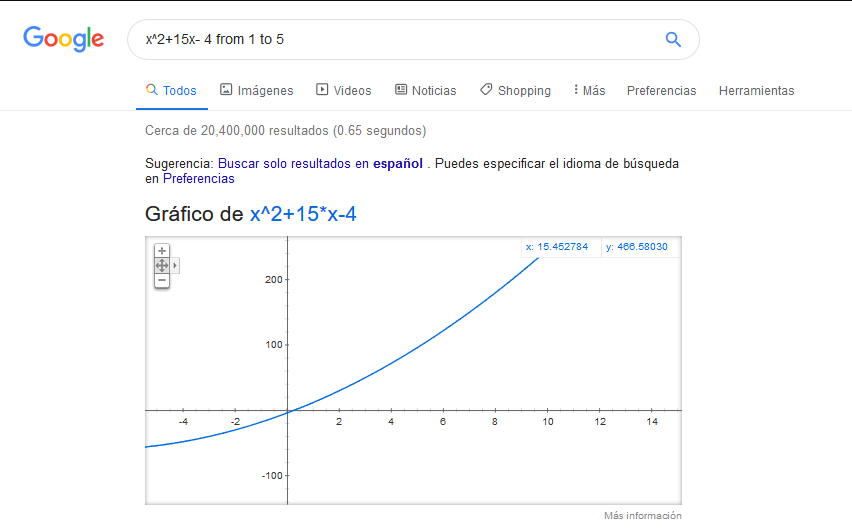 Google
x^2+15x- 4 from 1 to 5
Todos Imágenes Videos Noticias Shopping Más Preferencias Herramientas
Cerca de 20,400,000 resultados (0.65 segundos)
Sugerencia: Buscar solo resultados en español . Puedes especificar el idioma de búsqueda
en Preferencias
Gráfico de x^2+15*x-4
x: 15.452784 y: 466.58030
200
100
-4 -2 2 4 6 8 10 12 14
-100
Más información